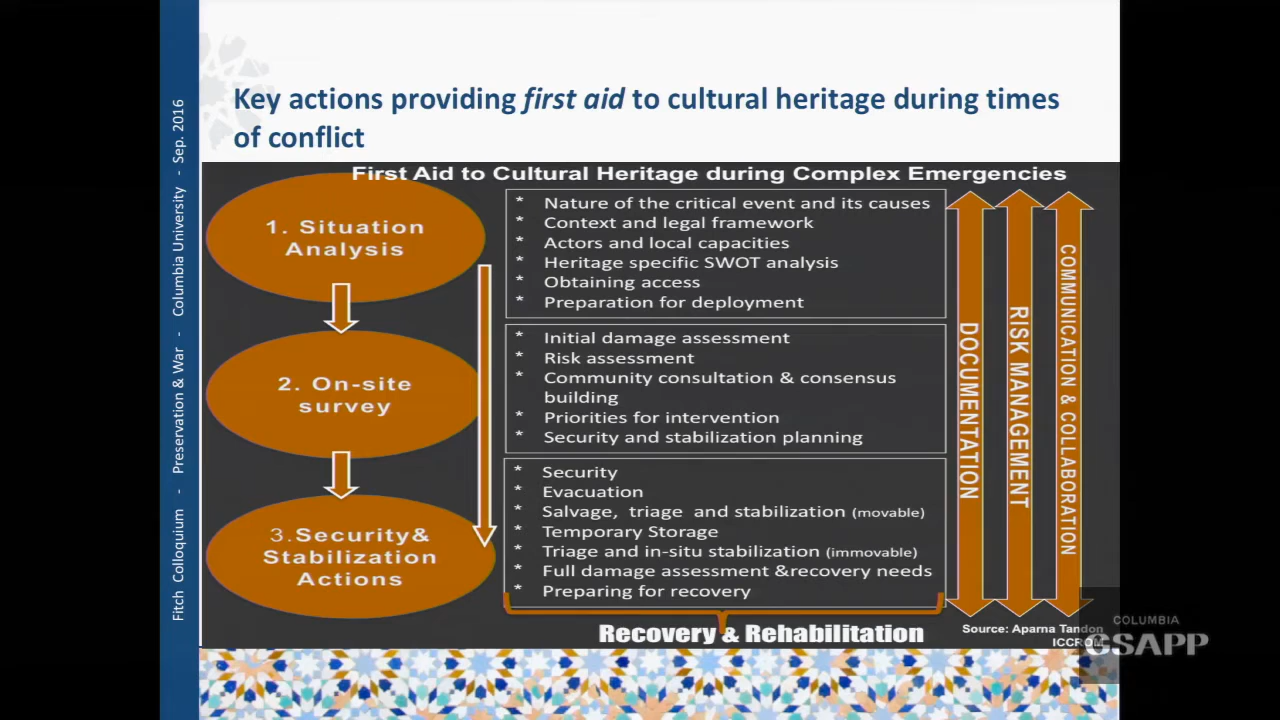 Key actions providing first aid to cultural heritage during times
of conflict
Fitch Colloquium - Preservation & War - Columbia University - Sep. 2016
First Aid to Cultural Heritage during Complex Emergencies
1. Situation
Analysis
* Nature of the critical event and its causes
* Context and legal framework
* Actors and local capacities
* Heritage specific SWOT analysis
* Obtaining access
* Preparation for deployment
2. On-site
survey
* Initial damage assessment
* Risk assessment
* Community consultation & consensus
building
* Priorities for intervention
* Security and stabilization planning
3.Security&
Stabilization
Actions
* Security
* Evacuation
* Salvage, triage and stabilization (movable)
* Temporary Storage
* Triage and in-situ stabilization (immovable)
* Full damage assessment &recovery needs
* Preparing for recovery
DOCUMENTATION
RISK MANAGEMENT
COMMUNICATION & COLLABORATION
Recovery & Rehabilitation
Source: Aparna Tandon
ICCROM
COLUMBIA
GSAPP